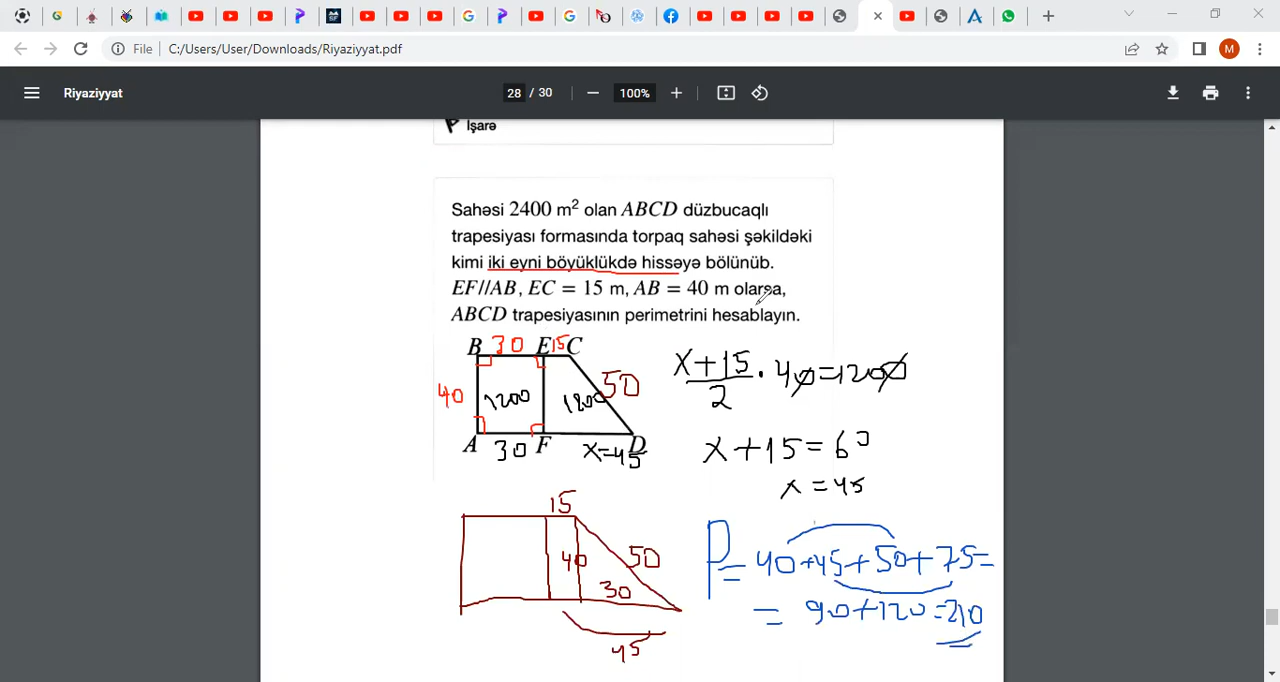 File
C:/Users/User/Downloads/Riyaziyyat.pdf
M
Riyaziyyat
28 / 30
100%
İşarə
Sahəsi 2400 m² olan ABCD düzbucaqlı
trapesiyası formasında torpaq sahəsi şəkildəki
kimi iki eyni böyüklükdə hissəyə bölünüb.
EF//AB, EC = 15 m, AB = 40 m olarsa,
ABCD trapesiyasının perimetrini hesablayın.
B 30 E 15 C
40 1200 1200 50
A 30 F x=45 D
x+15/2 · 40=1200
x+15=60
x=45
15
40 50
30
45
P= 40+45+50+75=
= 90+120=210